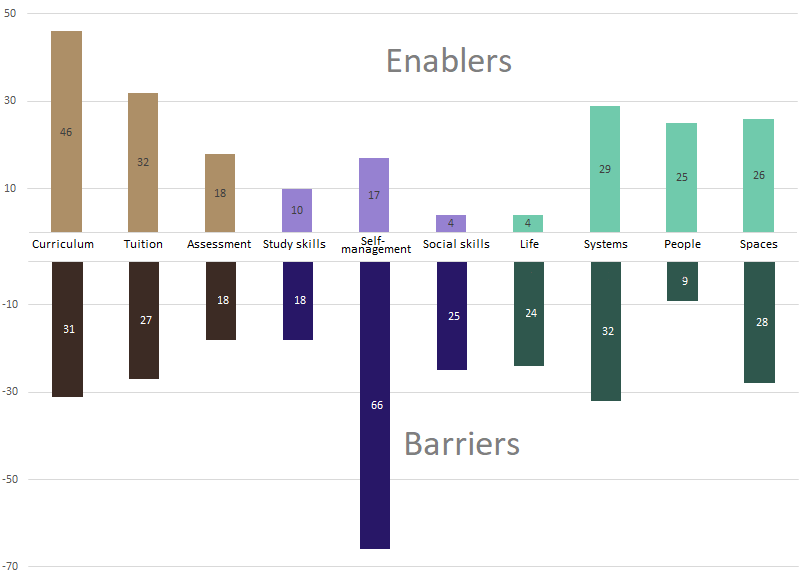 50
Enablers
30
10
46
32
18
10
17
4
4
29
25
26
Curriculum
Tuition
Assessment
Study skills
Self-
management
Social skills
Life
Systems
People
Spaces
-10
-30
-50
-70
31
27
18
18
66
25
24
32
9
28
Barriers